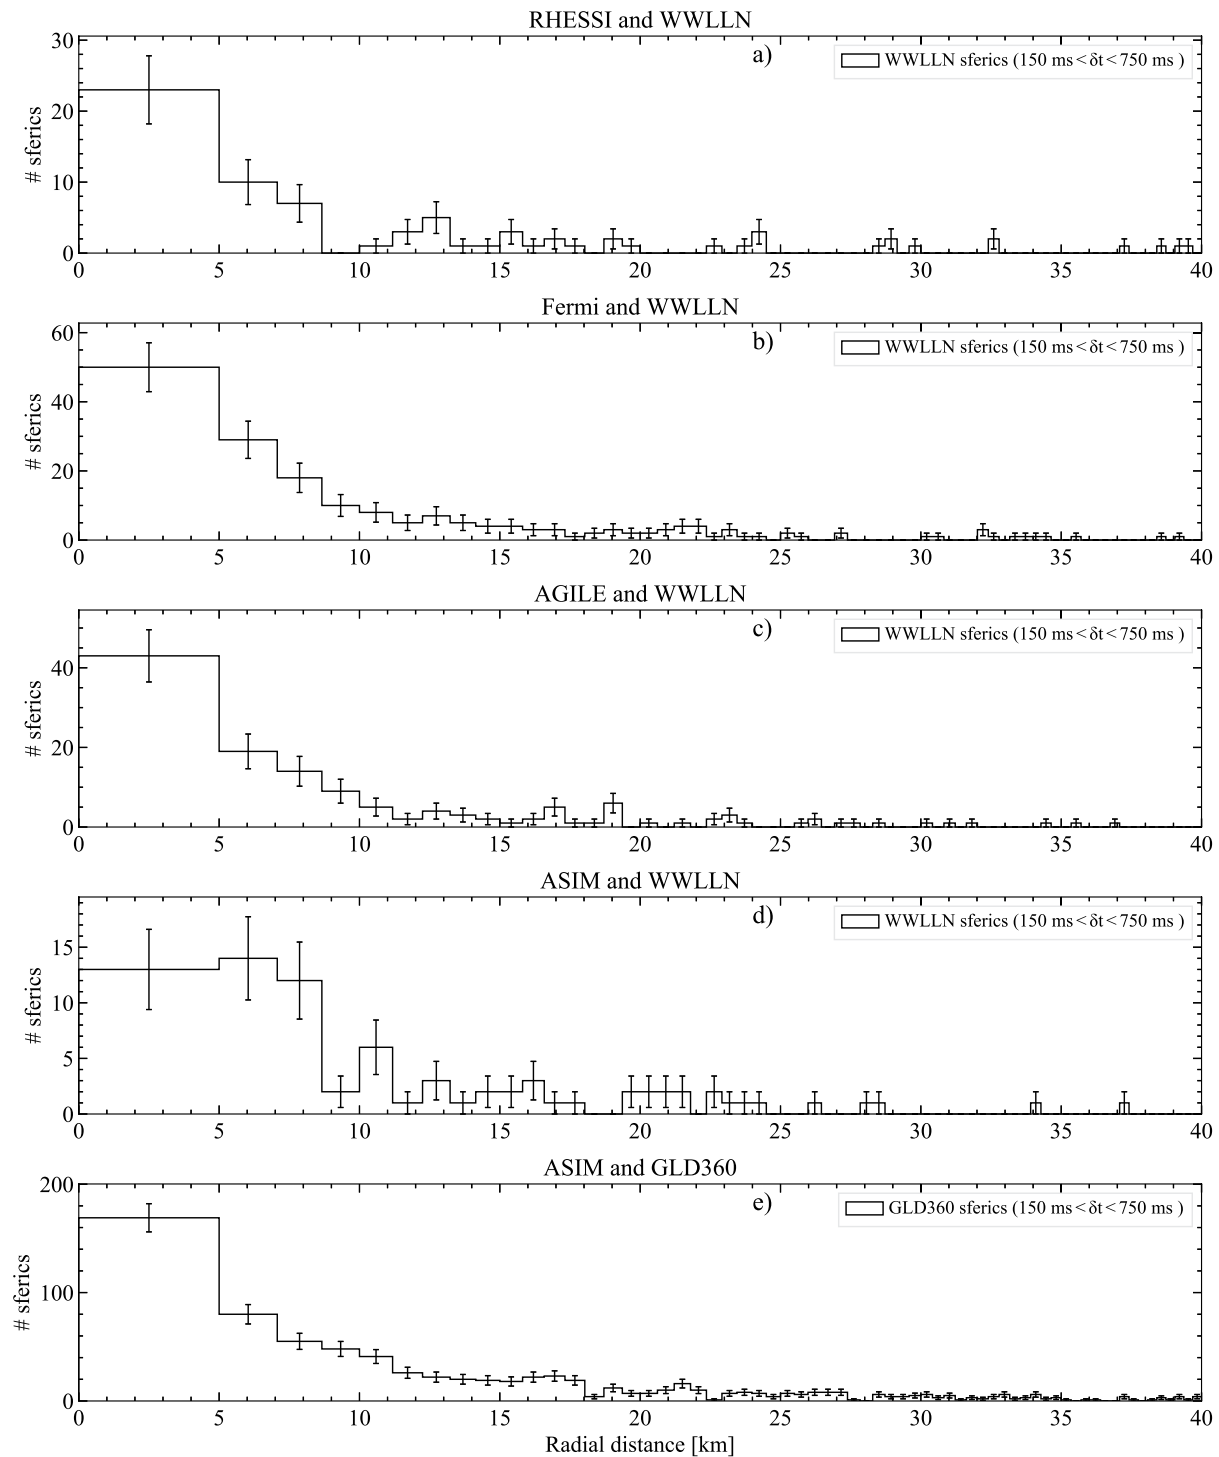 RHESSI and WWLLN
a)
WWLLN sferics (150 ms < δt < 750 ms )
# sferics
30
20
10
0
0 5 10 15 20 25 30 35 40
Fermi and WWLLN
b)
WWLLN sferics (150 ms < δt < 750 ms )
# sferics
60
40
20
0
0 5 10 15 20 25 30 35 40
AGILE and WWLLN
c)
WWLLN sferics (150 ms < δt < 750 ms )
# sferics
40
20
0
0 5 10 15 20 25 30 35 40
ASIM and WWLLN
d)
WWLLN sferics (150 ms < δt < 750 ms )
# sferics
15
10
5
0
0 5 10 15 20 25 30 35 40
ASIM and GLD360
e)
GLD360 sferics (150 ms < δt < 750 ms )
# sferics
200
100
0
0 5 10 15 20 25 30 35 40
Radial distance [km]